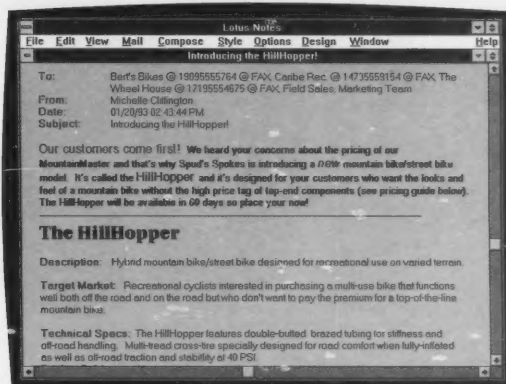 Lotus Notes
File Edit View Mail Compose Style Options Design Window Help
Introducing the HillHopper!
To: Bert's Bikes @ 19095555764 @ FAX, Caribe Rec. @ 14735559154 @ FAX, The
Wheel House @ 17195554675 @ FAX, Field Sales, Marketing Team
From: Michelle
Date: 01/20/93 02:43:44 PM
Subject: Introducing the HillHopper!
Our customers come first! We heard your concerns about the pricing of our
MountainMaster and that's why Spud's Spokes is introducing a new mountain bike/street bike
model. It's called the HillHopper and it's designed for your customers who want the looks and
feel of a mountain bike without the high price tag of top-end components (see pricing guide below).
The HillHopper will be available in 60 days so place your now!
The HillHopper
Description: Hybrid mountain bike/street bike designed for recreational use on varied terrain.
Target Market: Recreational cyclists interested in purchasing a multi-use bike that functions
well both off the road and on the road but who don't want to pay the premium for a top-of-the-line
mountain bike.
Technical Specs: The HillHopper features double-butted brazed tubing for stiffness and
off-road handling. Multi-tread cross-tire specially designed for road comfort when fully-inflated
as well as off-road traction and stability at 40 PSI.